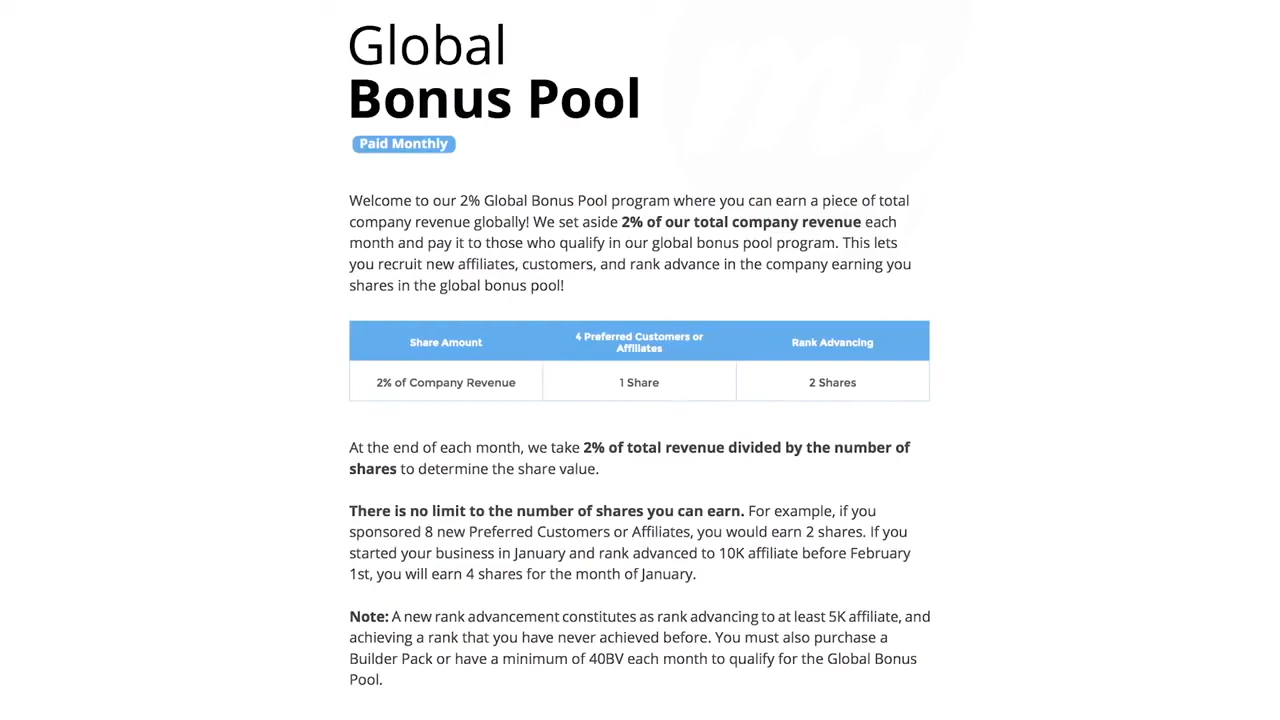 Global
Bonus Pool
Paid Monthly
Welcome to our 2% Global Bonus Pool program where you can earn a piece of total
company revenue globally! We set aside 2% of our total company revenue each
month and pay it to those who qualify in our global bonus pool program. This lets
you recruit new affiliates, customers, and rank advance in the company earning you
shares in the global bonus pool!
Share Amount
4 Preferred Customers or
Affiliates
Rank Advancing
2% of Company Revenue
1 Share
2 Shares
At the end of each month, we take 2% of total revenue divided by the number of
shares to determine the share value.
There is no limit to the number of shares you can earn. For example, if you
sponsored 8 new Preferred Customers or Affiliates, you would earn 2 shares. If you
started your business in January and rank advanced to 10K affiliate before February
1st, you will earn 4 shares for the month of January.
Note: A new rank advancement constitutes as rank advancing to at least 5K affiliate, and
achieving a rank that you have never achieved before. You must also purchase a
Builder Pack or have a minimum of 40BV each month to qualify for the Global Bonus
Pool.